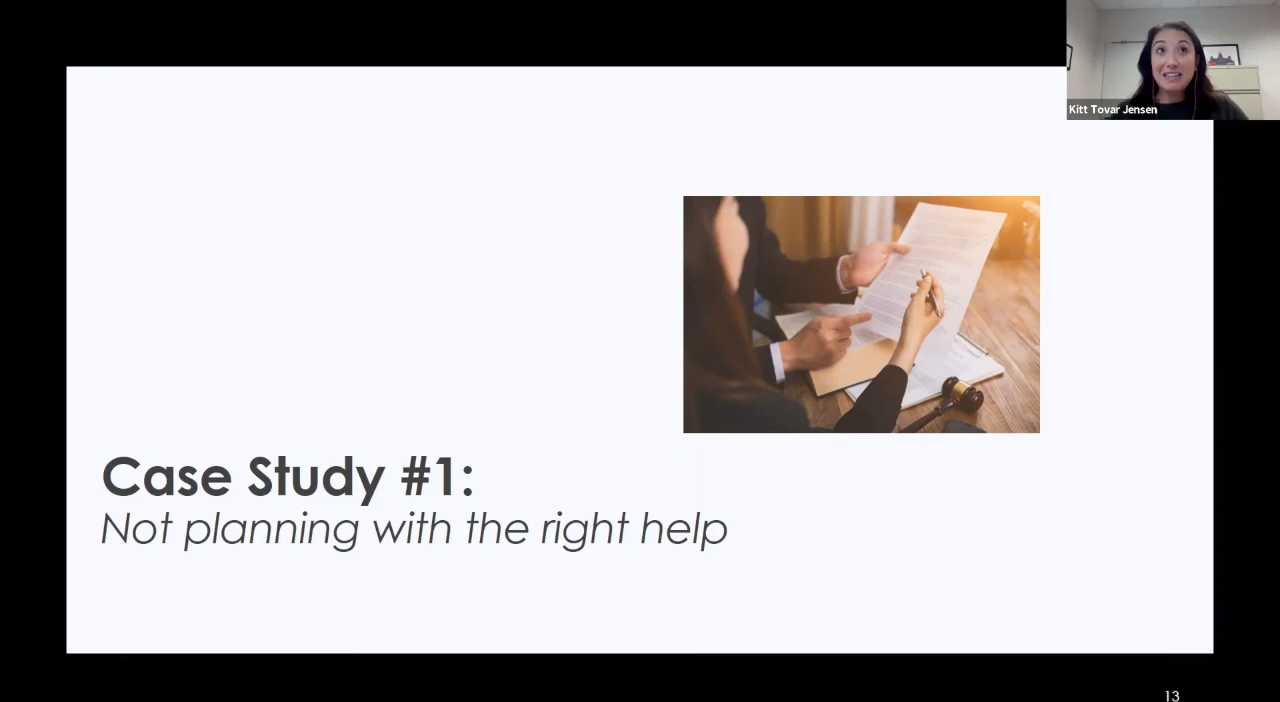 Kitt Tovar Jensen
Case Study #1:
Not planning with the right help
13